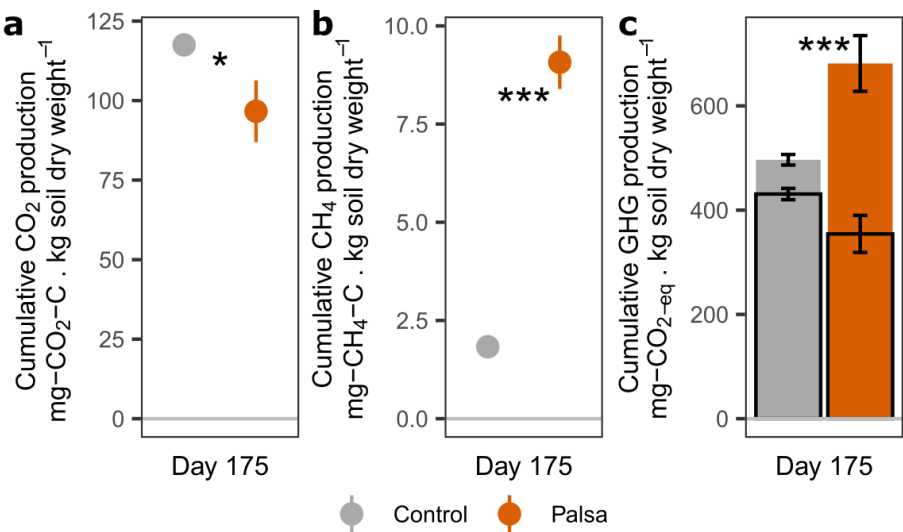 a
Cumulative CO₂ production
mg−CO₂−C . kg soil dry weight⁻¹
125
100
75
50
25
0
*
Day 175
b
Cumulative CH₄ production
mg−CH₄−C . kg soil dry weight⁻¹
10.0
7.5
5.0
2.5
0.0
***
Day 175
c
Cumulative GHG production
mg−CO₂₋eq . kg soil dry weight⁻¹
600
400
200
0
***
Day 175
Control
Palsa